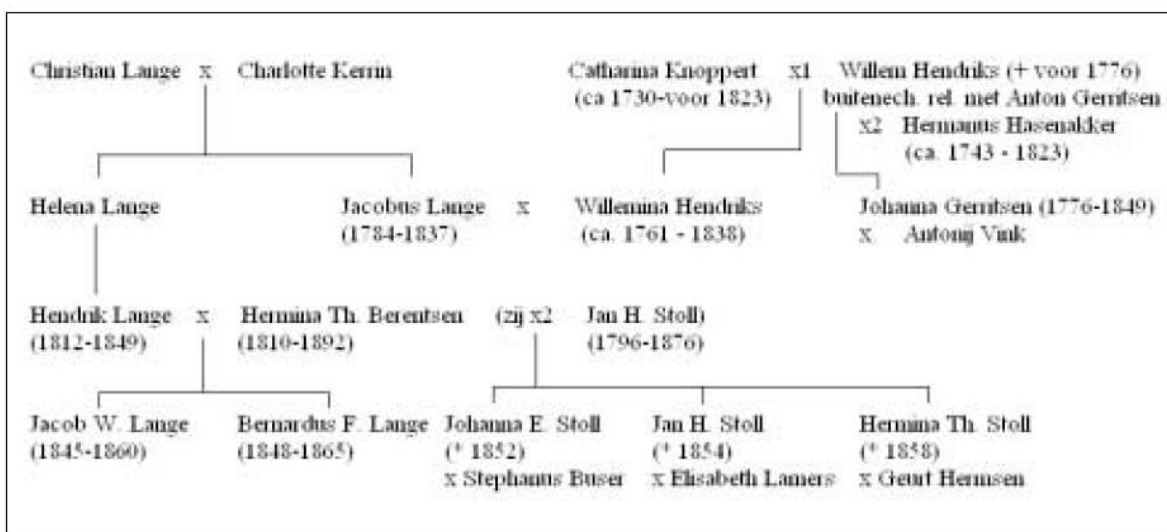 Christian Lange x Charlotte Kerrin Catharina Knoppert x1 Willem Hendriks (+ voor 1776)
(ca 1730-voor 1823) buitenech. rel. met Anton Gerritsen
x2 Hermanus Hasenakker
(ca. 1743 - 1823)
Helena Lange Jacobus Lange x Willemina Hendriks Johanna Gerritsen (1776-1849)
(1784-1837) (ca. 1761 - 1838) x Antonij Vink
Hendrik Lange x Hermina Th. Berentsen (zij x2 Jan H. Stoll)
(1812-1849) (1810-1892) (1796-1876)
Jacob W. Lange Bernardus F. Lange Johanna E. Stoll Jan H. Stoll Hermina Th. Stoll
(1845-1860) (1848-1865) (* 1852) (* 1854) (* 1858)
x Stephanus Buser x Elisabeth Lamers x Geurt Hermsen